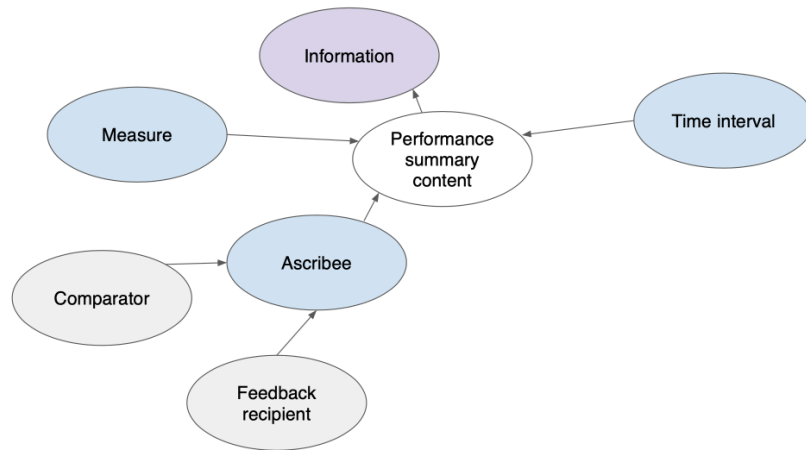 Information
Measure
Time interval
Performance
summary
content
Ascribee
Comparator
Feedback
recipient